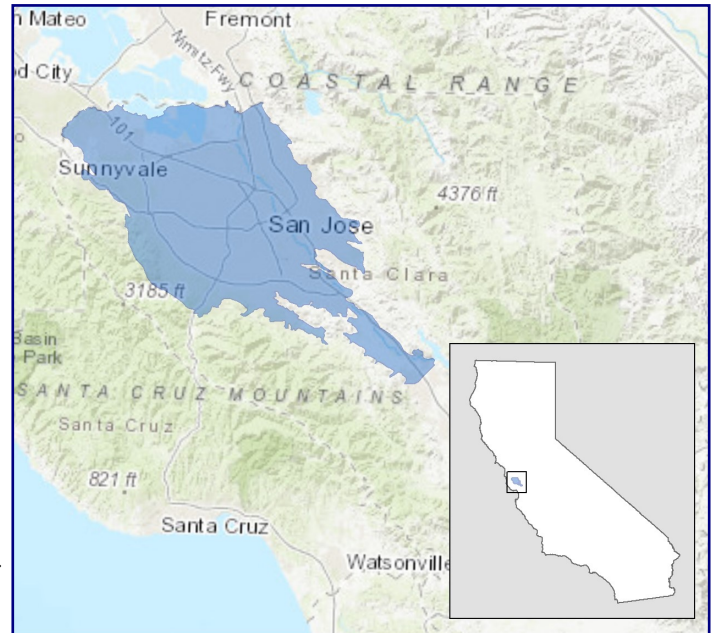 n Mateo
Fremont
Nimitz Fwy
od City
COASTAL RANGE
101
Sunnyvale
4376 ft
San Jose
Santa Clara
3185 ft
Basin
Park
SANTA CRUZ MOUNTAINS
Santa Cruz
821 ft
Santa Cruz
Watsonville